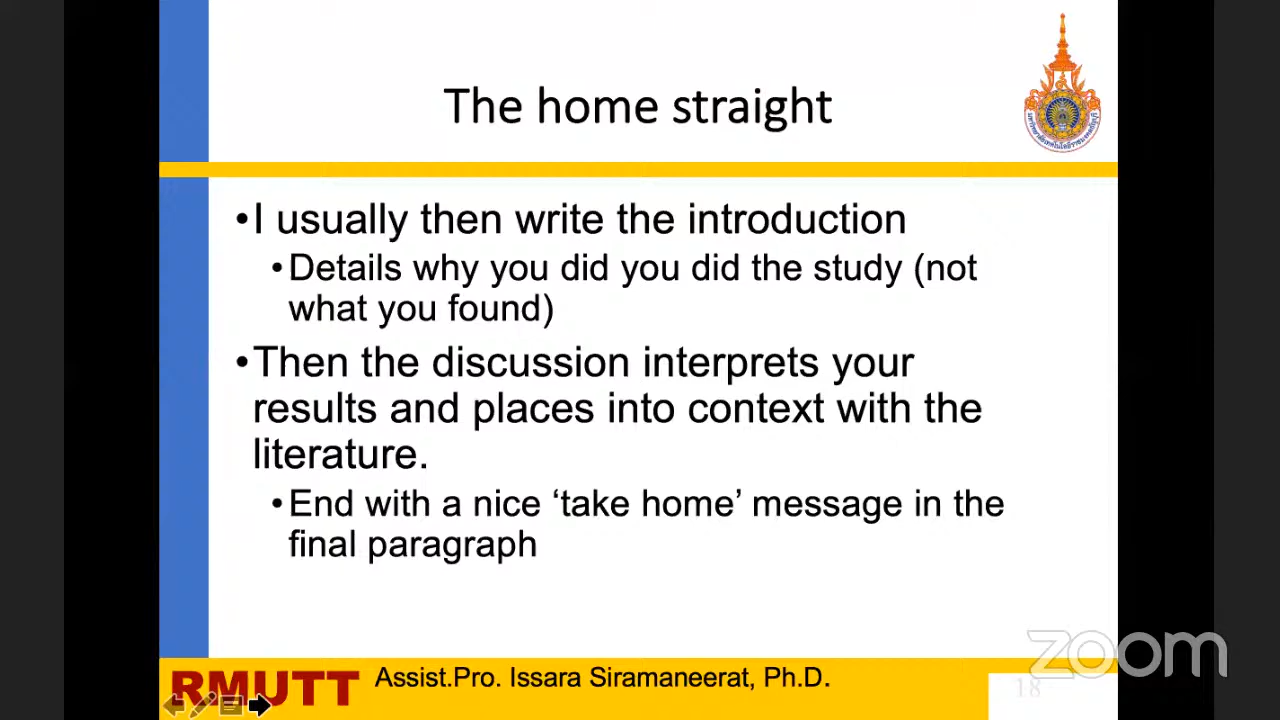 The home straight
•I usually then write the introduction
•Details why you did you did the study (not
what you found)
•Then the discussion interprets your
results and places into context with the
literature.
•End with a nice ‘take home’ message in the
final paragraph
RMUTT
Assist.Pro. Issara Siramaneerat, Ph.D.
18
zoom